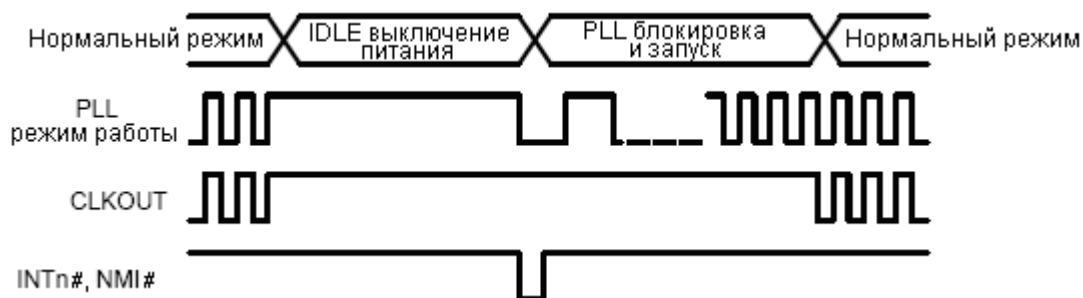 Нормальный режим
IDLE выключение
питания
PLL блокировка
и запуск
Нормальный режим
PLL
режим работы
CLKOUT
INTn#, NMI#